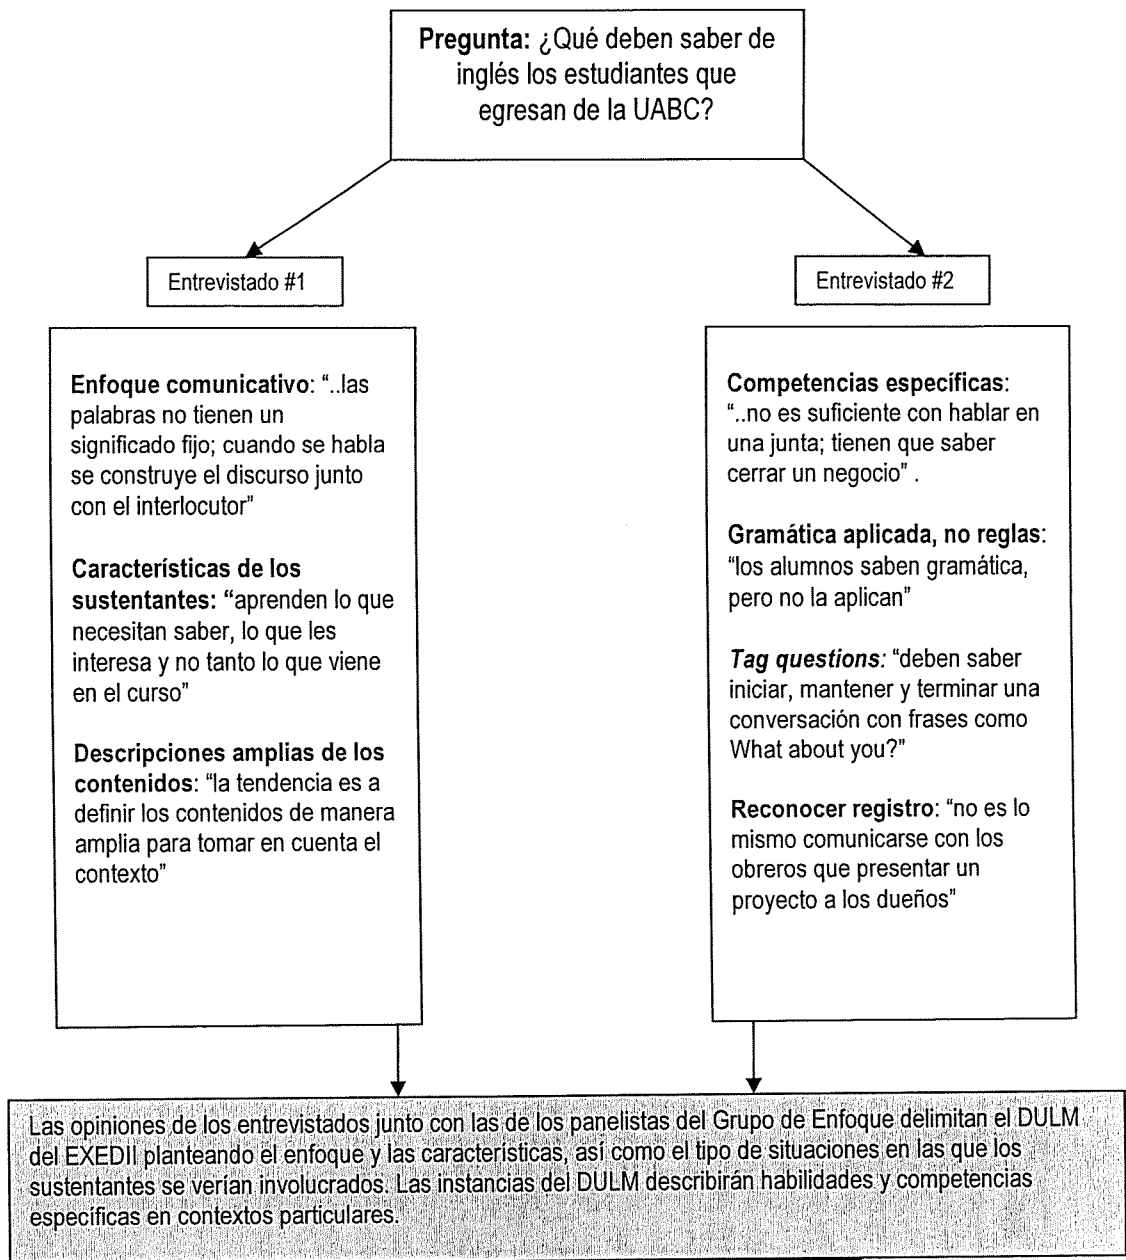 Pregunta: ¿Qué deben saber de
inglés los estudiantes que
egresan de la UABC?
Entrevistado #1
Enfoque comunicativo: “..las
palabras no tienen un
significado fijo; cuando se habla
se construye el discurso junto
con el interlocutor”
Características de los
sustentantes: “aprenden lo que
necesitan saber, lo que les
interesa y no tanto lo que viene
en el curso”
Descripciones amplias de los
contenidos: “la tendencia es a
definir los contenidos de manera
amplia para tomar en cuenta el
contexto”
Entrevistado #2
Competencias específicas:
“..no es suficiente con hablar en
una junta; tienen que saber
cerrar un negocio” .
Gramática aplicada, no reglas:
“los alumnos saben gramática,
pero no la aplican”
Tag questions: “deben saber
iniciar, mantener y terminar una
conversación con frases como
What about you?”
Reconocer registro: “no es lo
mismo comunicarse con los
obreros que presentar un
proyecto a los dueños”
Las opiniones de los entrevistados junto con las de los panelistas del Grupo de Enfoque delimitan el DULM
del EXEDII planteando el enfoque y las características, así como el tipo de situaciones en las que los
sustentantes se verían involucrados. Las instancias del DULM describirán habilidades y competencias
específicas en contextos particulares.